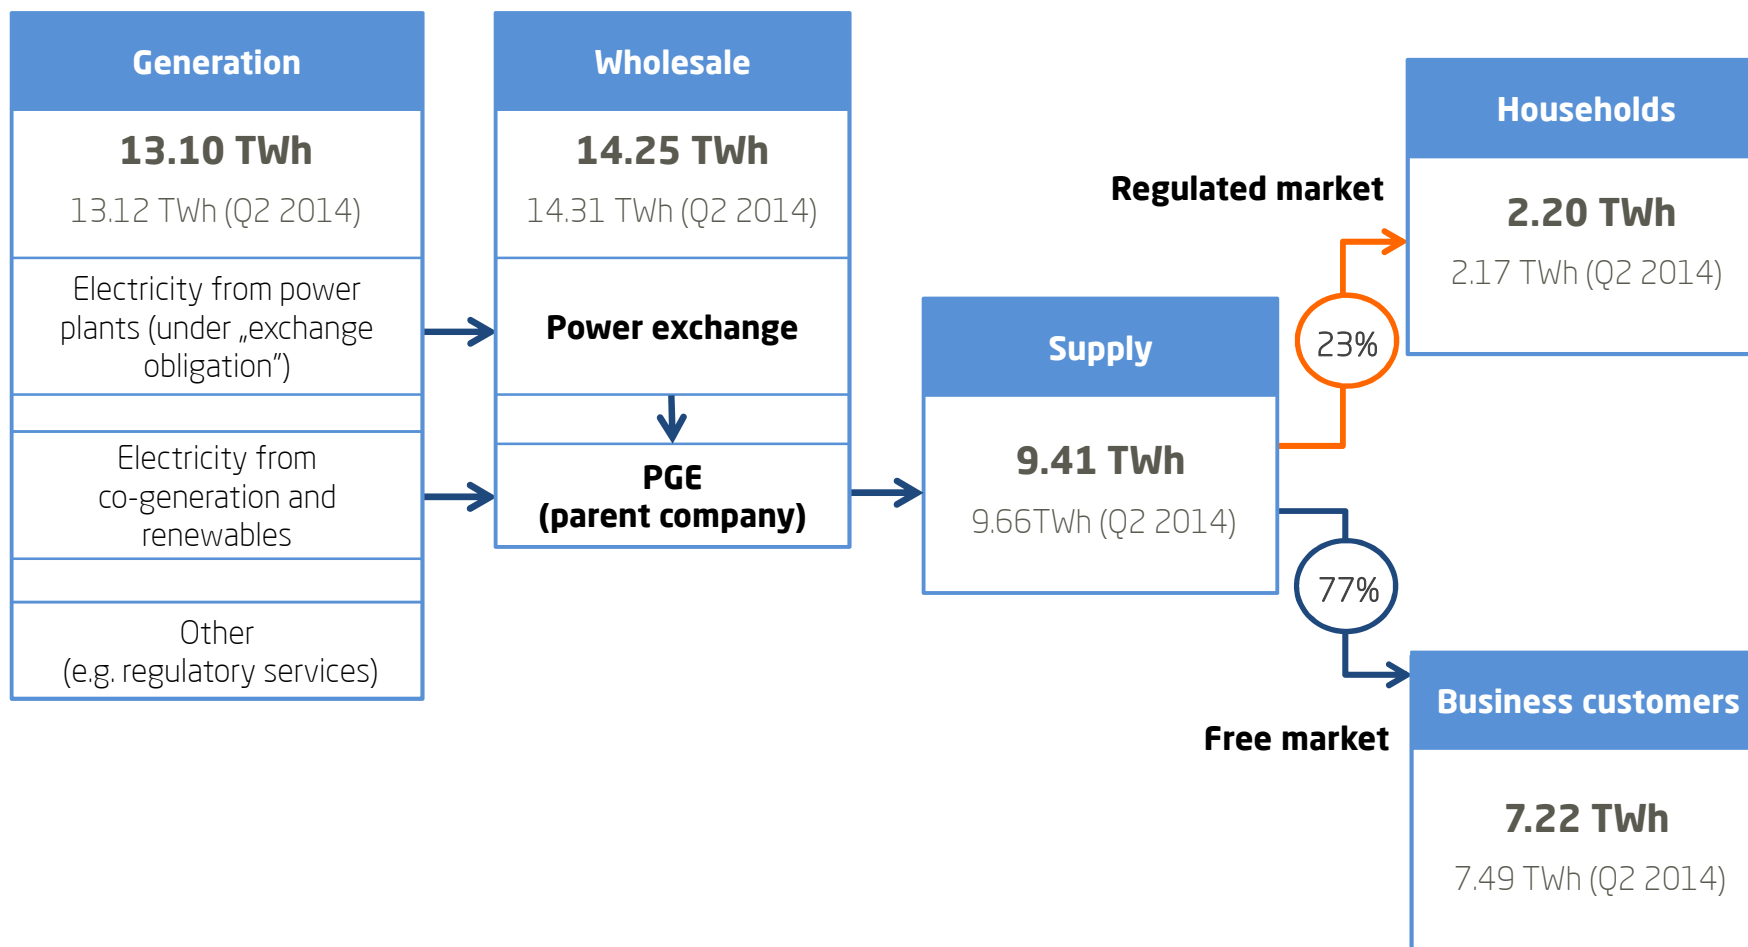 Generation
13.10 TWh
13.12 TWh (Q2 2014)
Electricity from power
plants (under „exchange
obligation”)
Electricity from
co-generation and
renewables
Other
(e.g. regulatory services)
Wholesale
14.25 TWh
14.31 TWh (Q2 2014)
Power exchange
PGE
(parent company)
Supply
9.41 TWh
9.66TWh (Q2 2014)
Regulated market
23%
Households
2.20 TWh
2.17 TWh (Q2 2014)
77%
Free market
Business customers
7.22 TWh
7.49 TWh (Q2 2014)